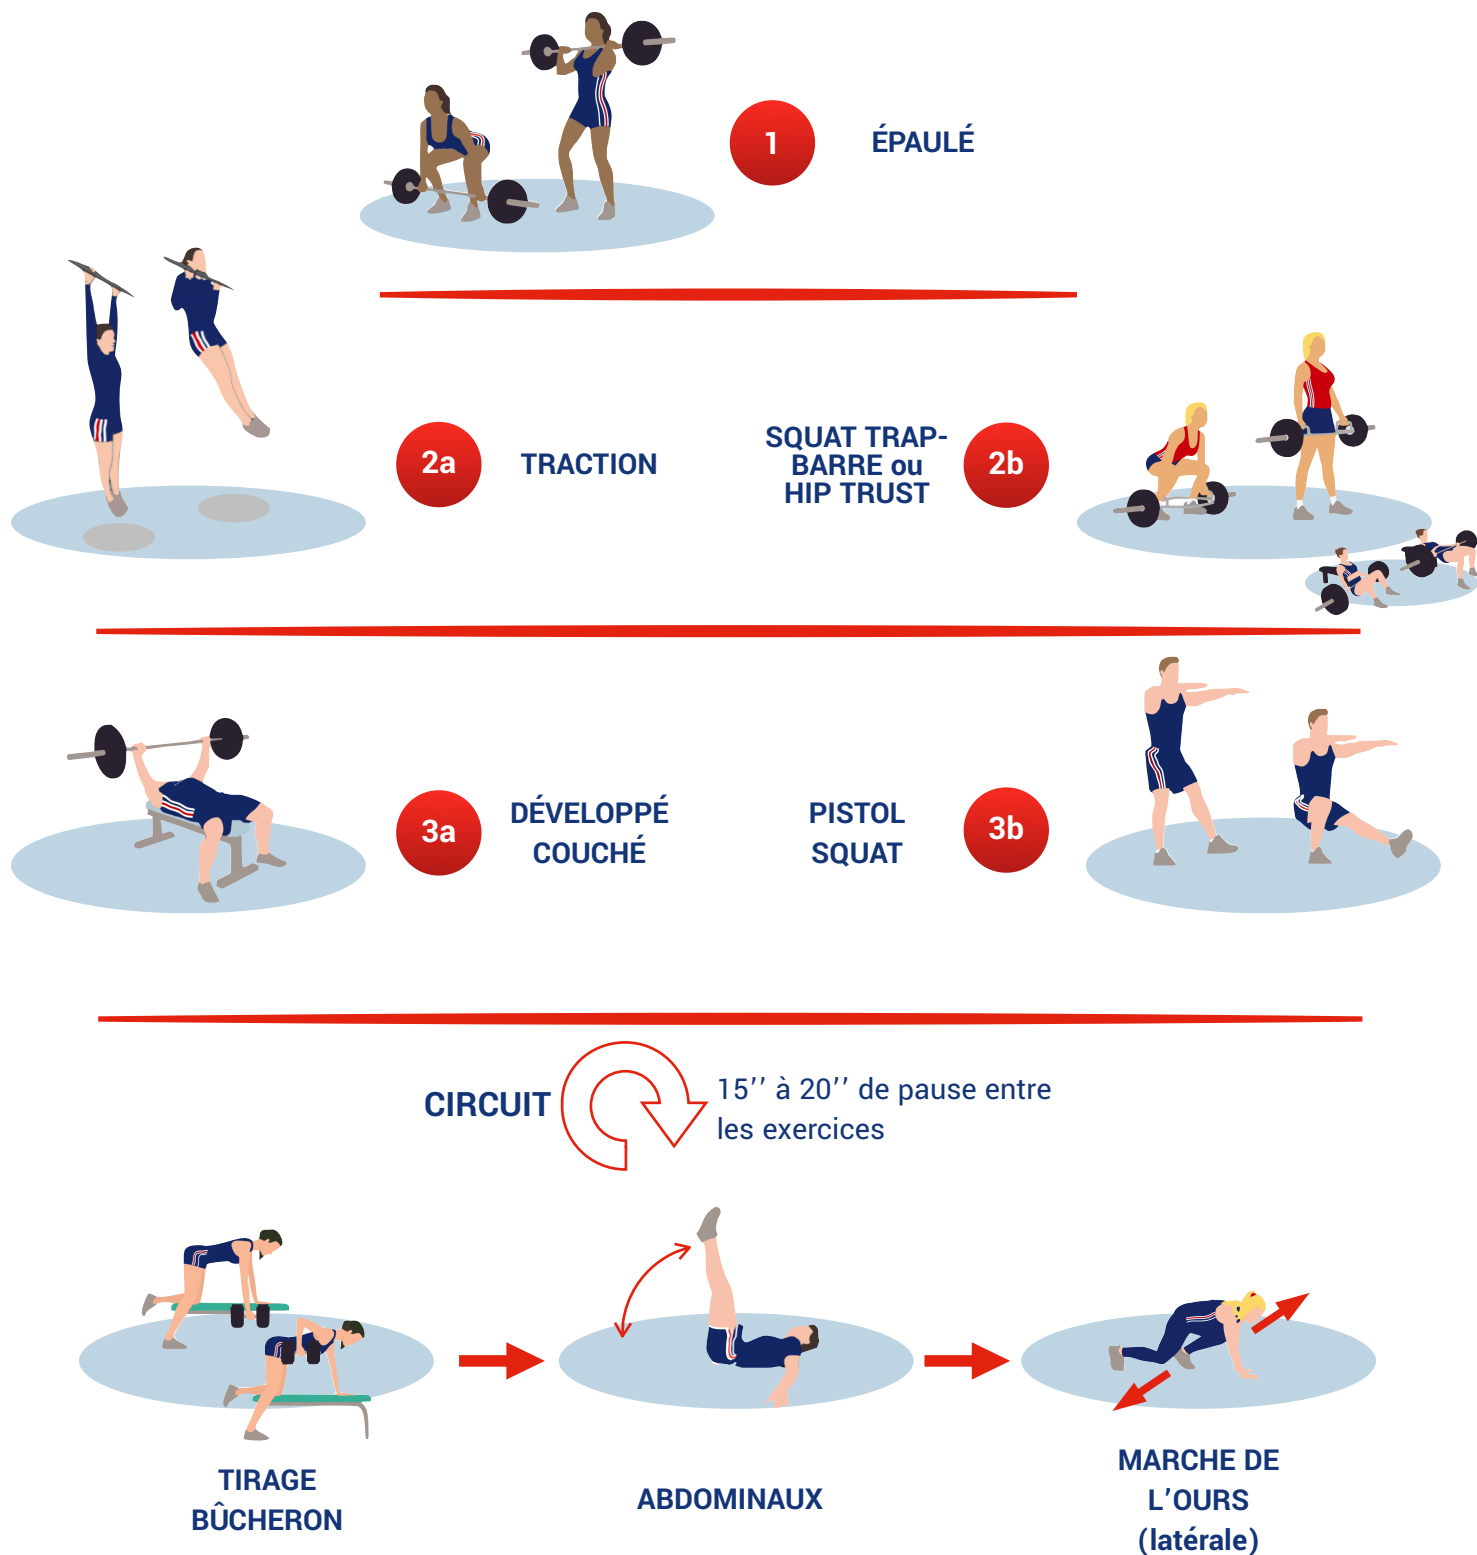 1
ÉPAULÉ
2a
TRACTION
SQUAT TRAP-
BARRE ou
HIP TRUST
2b
3a
DÉVELOPPÉ
COUCHÉ
PISTOL
SQUAT
3b
CIRCUIT
15’’ à 20’’ de pause entre
les exercices
TIRAGE
BÛCHERON
ABDOMINAUX
MARCHE DE
L’OURS
(latérale)